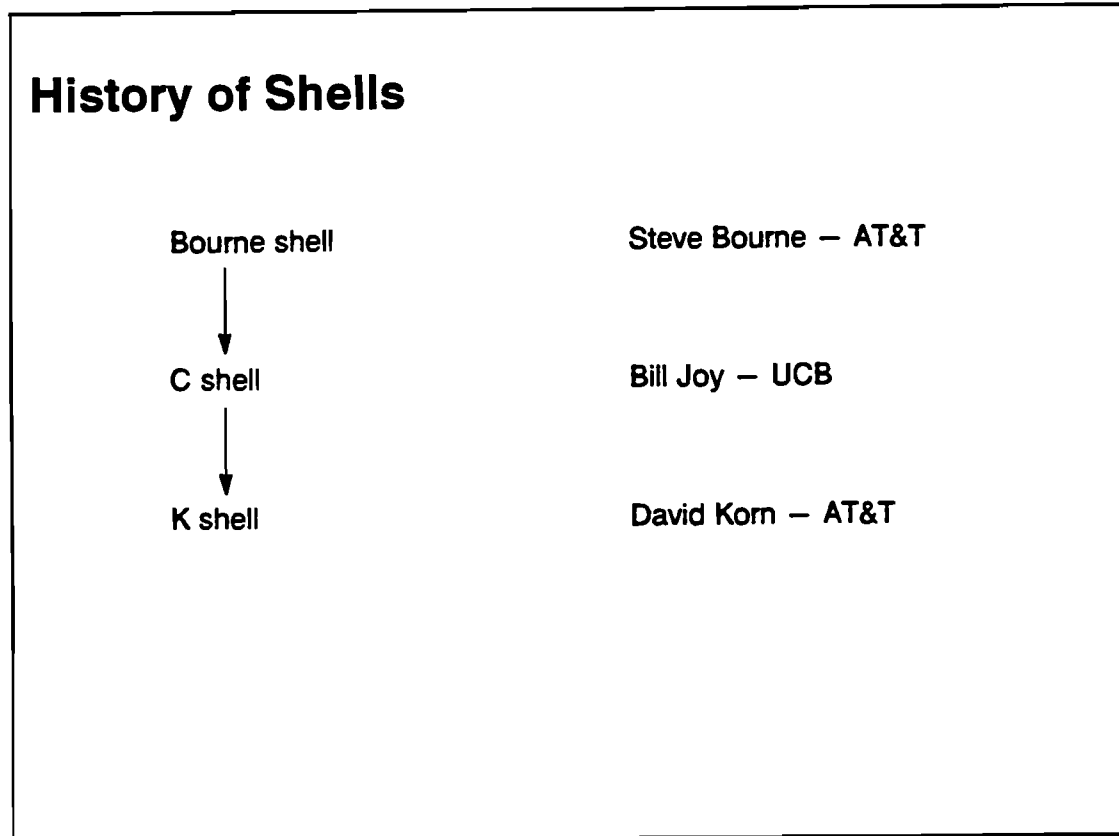 History of Shells
Bourne shell
Steve Bourne — AT&T
C shell
Bill Joy — UCB
K shell
David Korn — AT&T